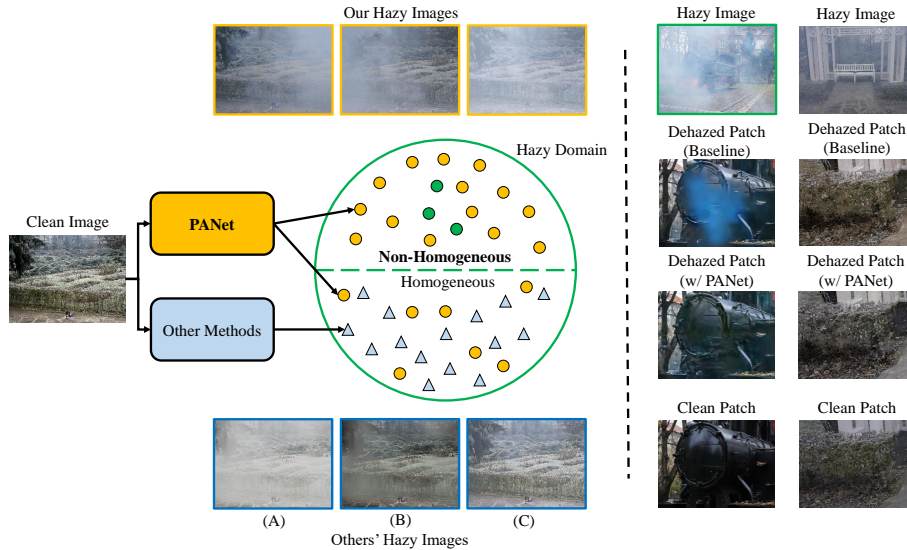 Our Hazy Images
Hazy Image
Hazy Image
Hazy Domain
Clean Image
PANet
Other Methods
Non-Homogeneous
Homogeneous
(A)
(B)
(C)
Others' Hazy Images
Dehazed Patch
(Baseline)
Dehazed Patch
(Baseline)
Dehazed Patch
(w/ PANet)
Dehazed Patch
(w/ PANet)
Clean Patch
Clean Patch